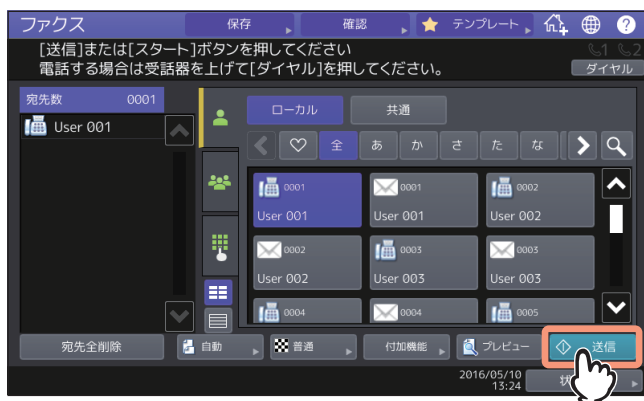 ファクス
保存
確認
テンプレート
?
[送信]または[スタート]ボタンを押してください
電話する場合は受話器を上げて[ダイヤル]を押してください。
1 2
ダイヤル
宛先数 0001
User 001
ローカル
共通
全 あ か さ た な
0001
User 001
0001
User 001
0002
User 002
0002
User 002
0003
User 003
0003
User 003
0004
0004
0005
宛先全削除
自動
普通
付加機能
プレビュー
送信
2016/05/10
13:24
状